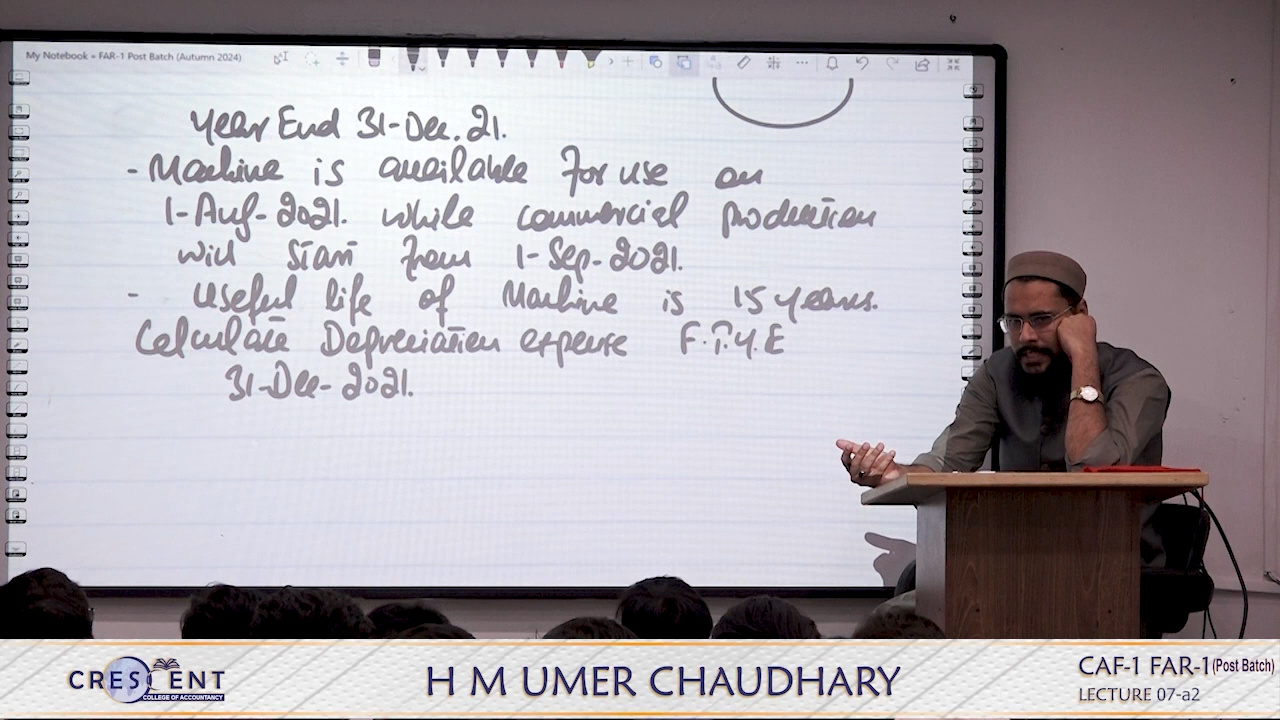 My Notebook » FAR-1 Post Batch (Autumn 2024)
Year End 31-Dec. 21.
- Machine is available for use on
1-Aug-2021. while commercial production
will start from 1-Sep-2021.
- useful life of Machine is 15 years.
Calculate Depreciation expense F.T.Y.E
31-Dec-2021.
CRESCENT
COLLEGE OF ACCOUNTANCY
H M UMER CHAUDHARY
CAF-1 FAR-1(Post Batch)
LECTURE 07-a2